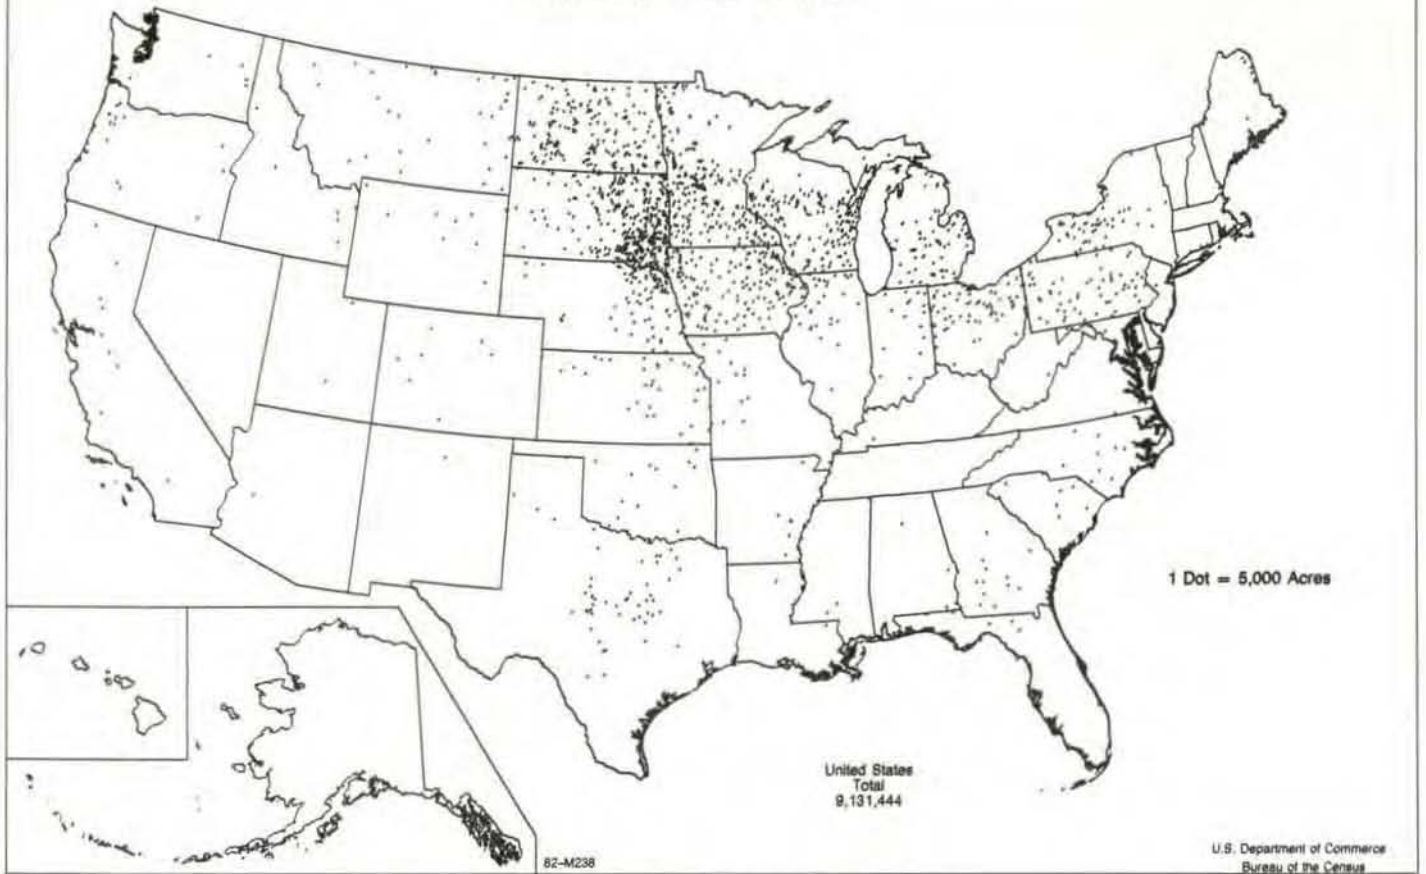 1 Dot = 5,000 Acres
United States
Total
9,131,444
82-M238
U.S. Department of Commerce
Bureau of the Census